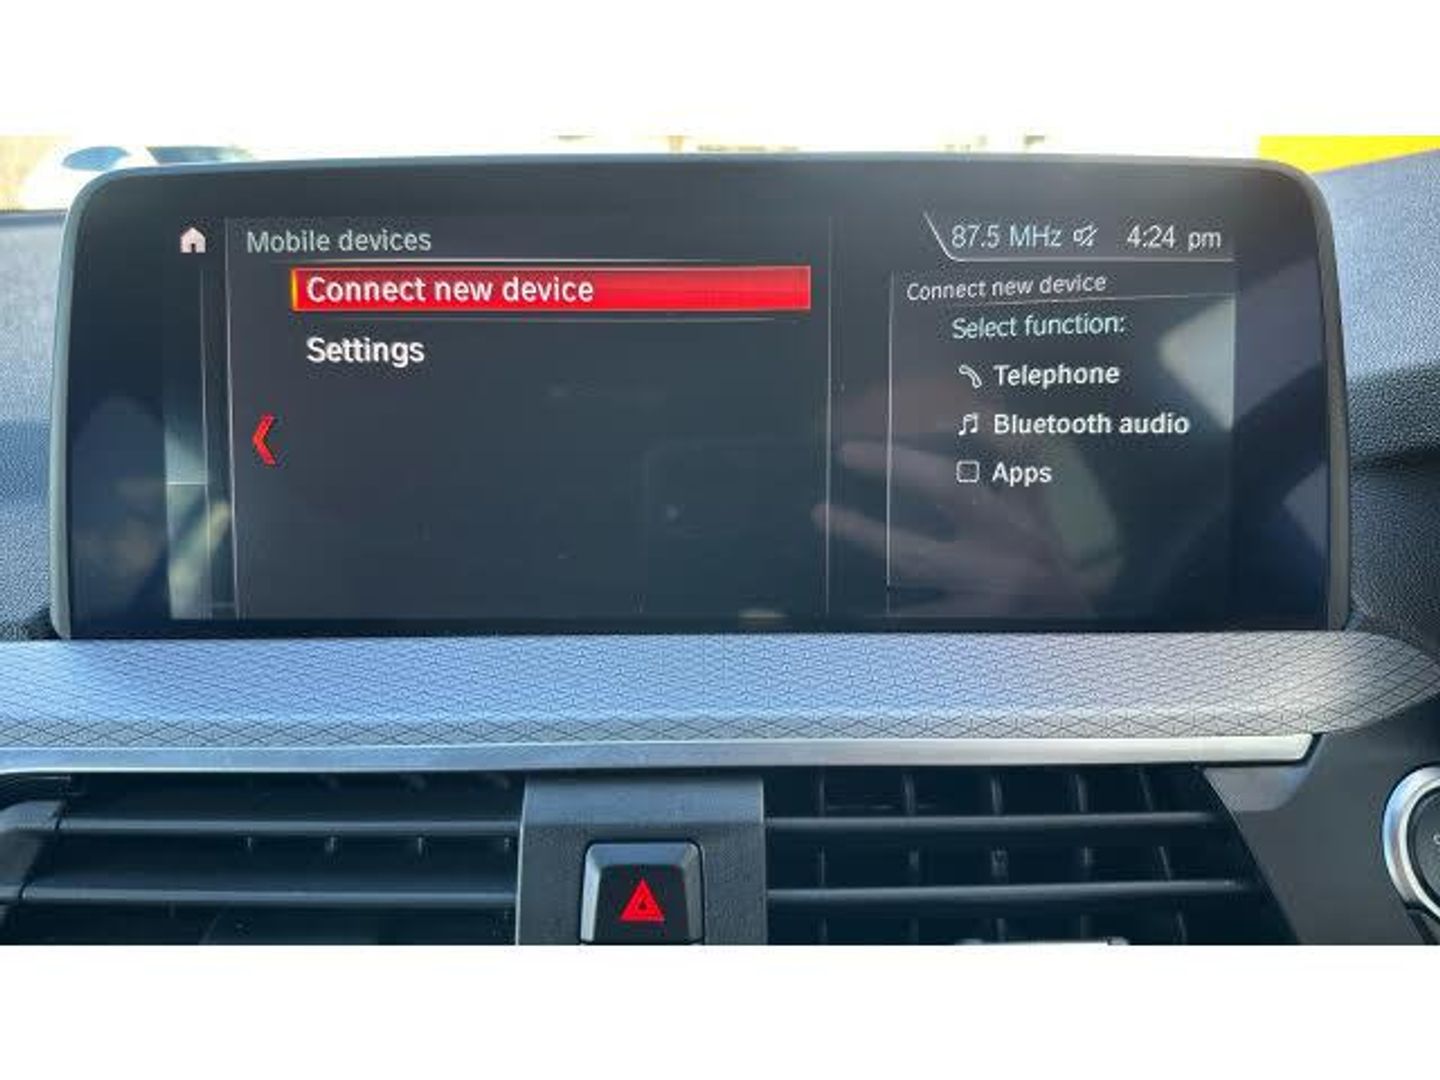 Mobile devices
87.5 MHz 4:24 pm
Connect new device
Settings
Connect new device
Select function:
Telephone
Bluetooth audio
Apps